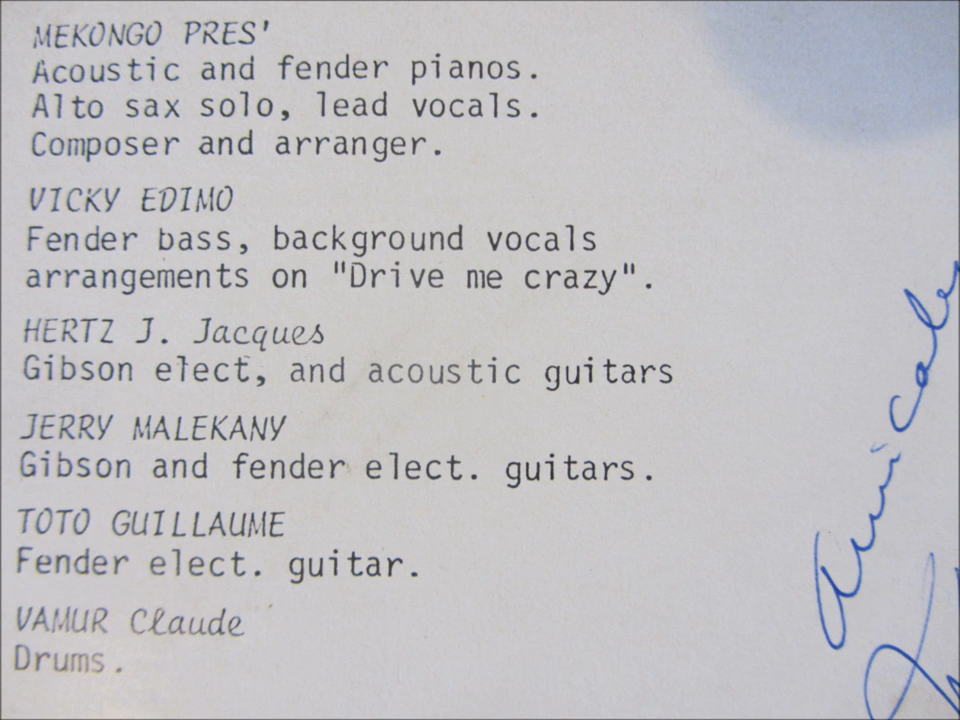 MEKONGO PRES'
Acoustic and fender pianos.
Alto sax solo, lead vocals.
Composer and arranger.
VICKY EDIMO
Fender bass, background vocals
arrangements on "Drive me crazy".
HERTZ J. Jacques
Gibson elect, and acoustic guitars
JERRY MALEKANY
Gibson and fender elect. guitars.
TOTO GUILLAUME
Fender elect. guitar.
VAMUR Claude
Drums.